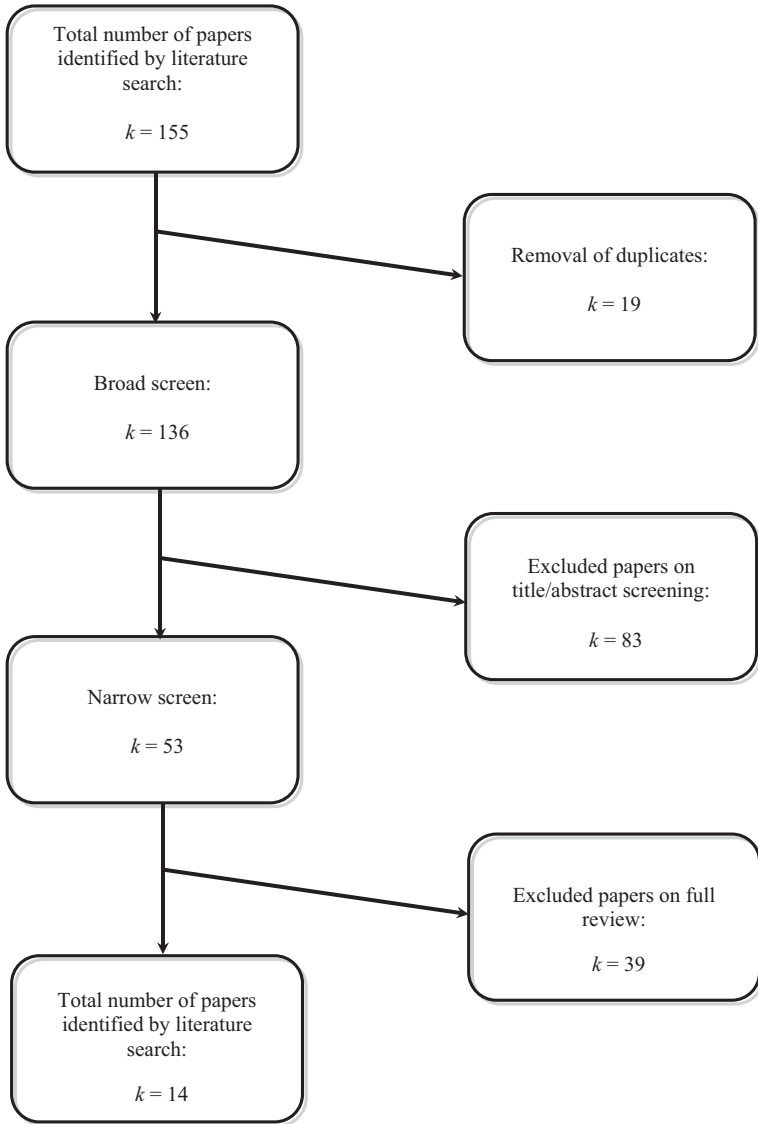 Total number of papers
identified by literature
search:
k = 155
Removal of duplicates:
k = 19
Broad screen:
k = 136
Excluded papers on
title/abstract screening:
k = 83
Narrow screen:
k = 53
Excluded papers on full
review:
k = 39
Total number of papers
identified by literature
search:
k = 14